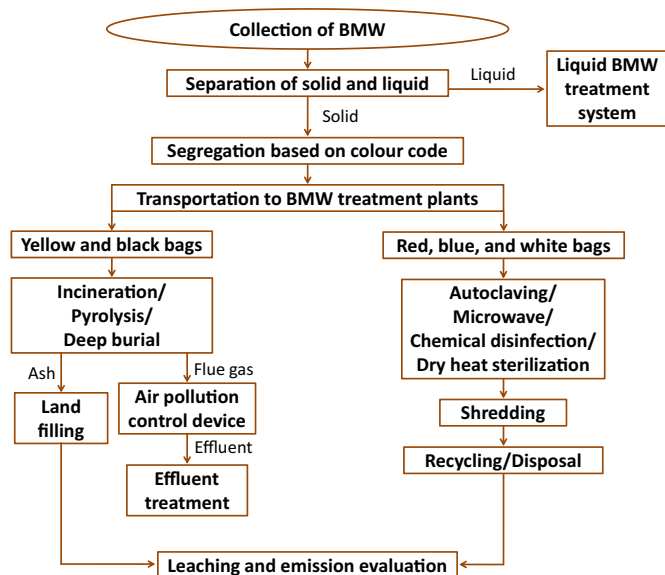 Collection of BMW
Separation of solid and liquid
Liquid
Liquid BMW
treatment
system
Solid
Segregation based on colour code
Transportation to BMW treatment plants
Yellow and black bags
Red, blue, and white bags
Incineration/
Pyrolysis/
Deep burial
Autoclaving/
Microwave/
Chemical disinfection/
Dry heat sterilization
Ash
Flue gas
Land
filling
Air pollution
control device
Shredding
Effluent
Effluent
treatment
Recycling/Disposal
Leaching and emission evaluation